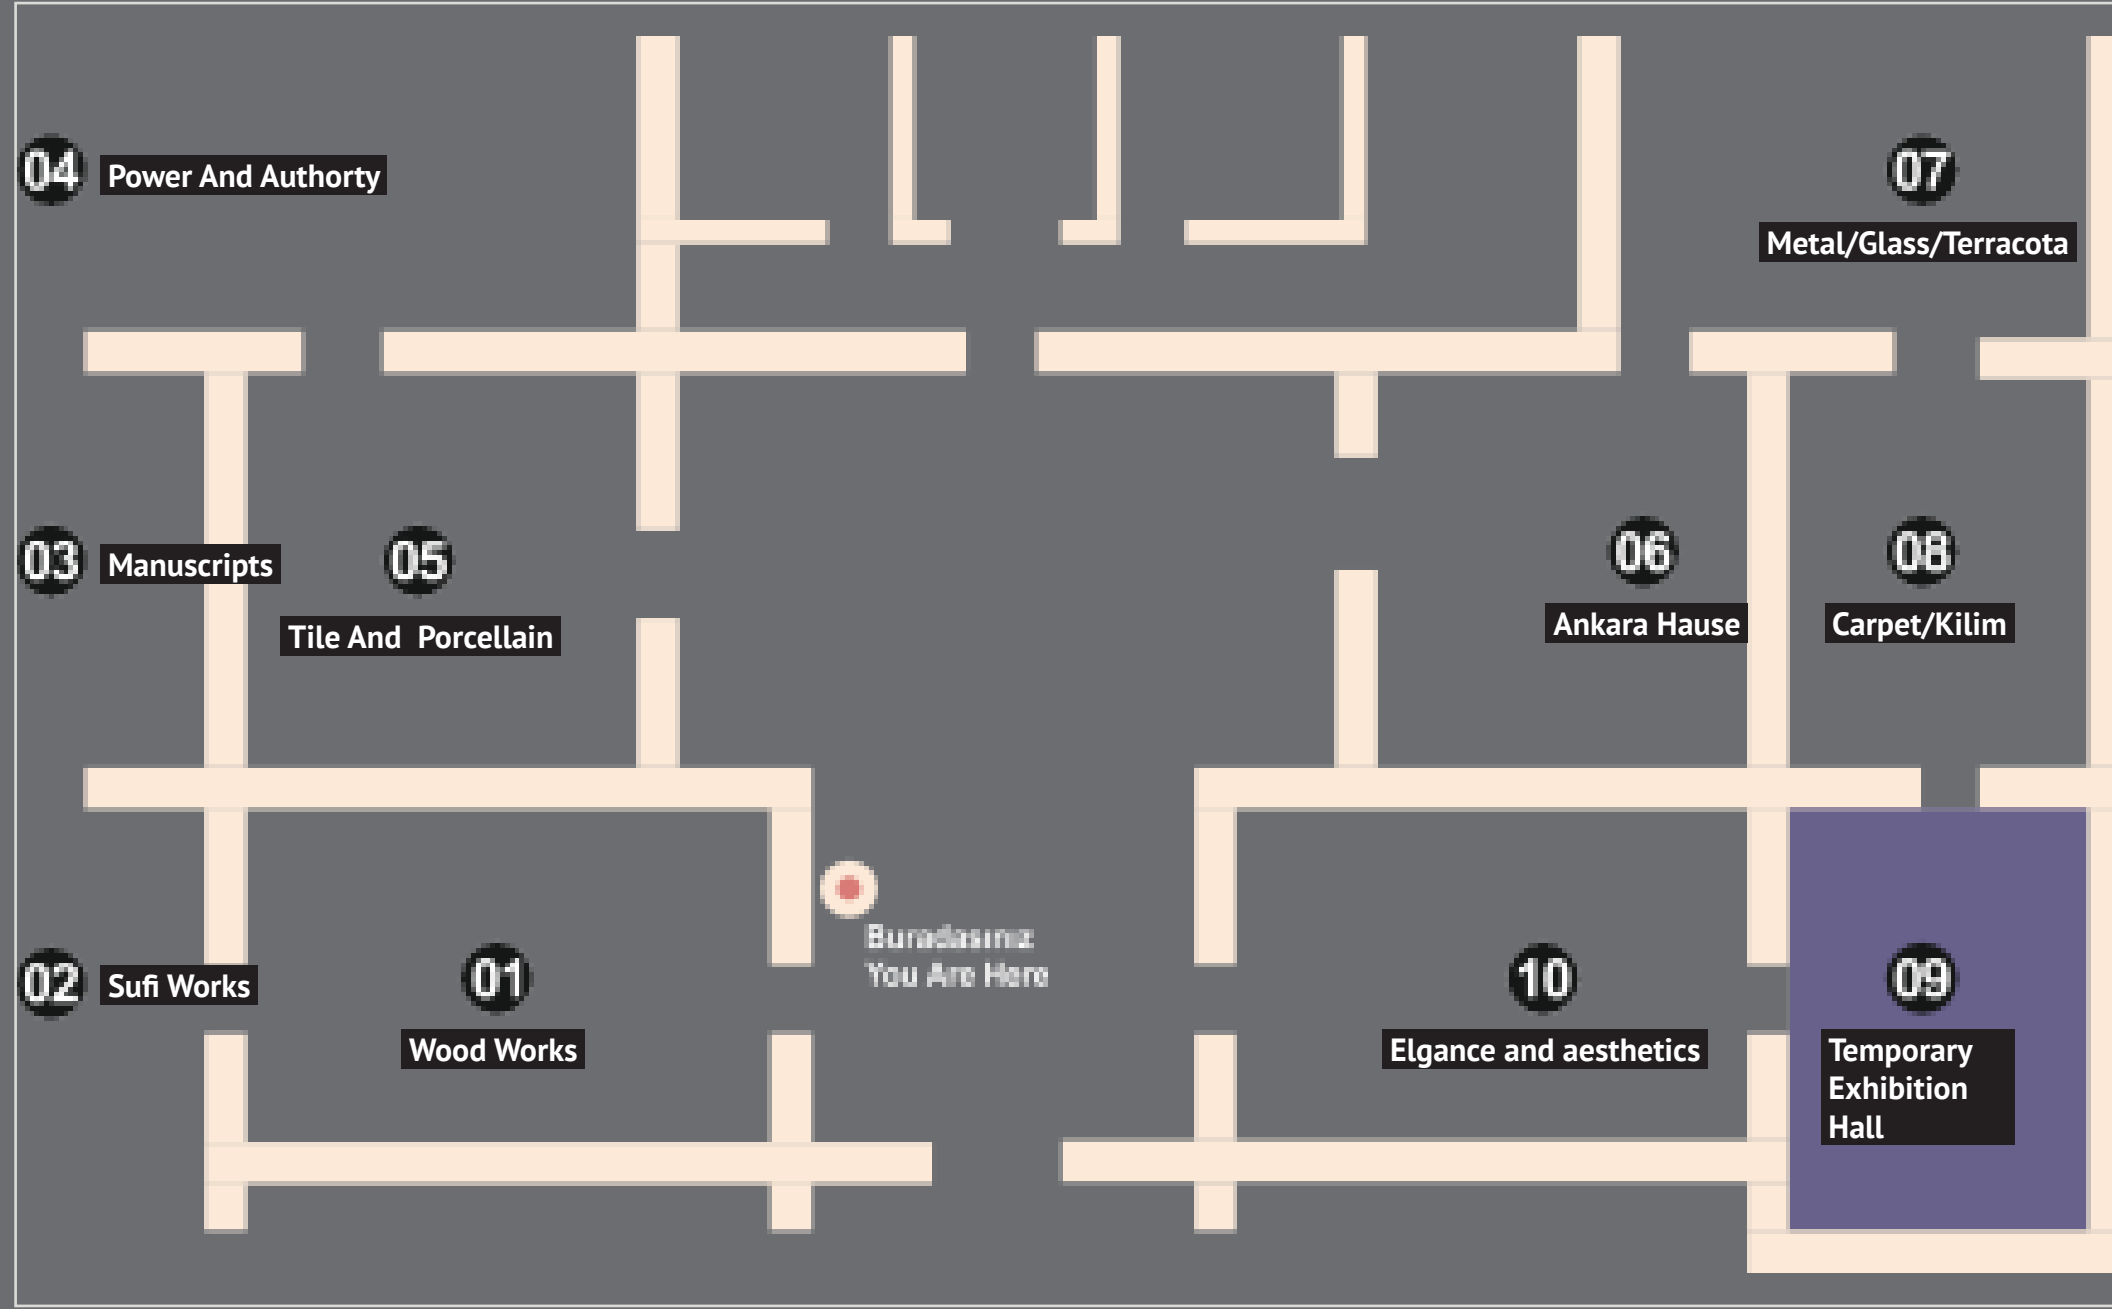 04 Power And Authorty
07
Metal/Glass/Terracota
03 Manuscripts
05
Tile And  Porcellain
06
Ankara Hause
08
Carpet/Kilim
Buradasınız
You Are Here
02 Sufi Works
01
Wood Works
10
Elgance and aesthetics
09
Temporary
Exhibition
Hall